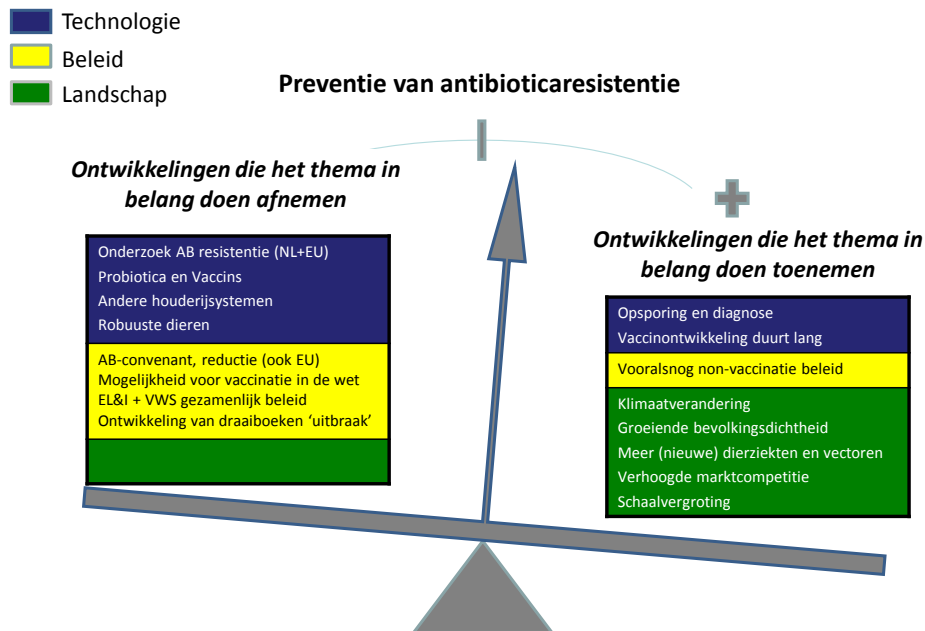 Technologie
Beleid
Landschap
Preventie van antibioticaresistentie
Ontwikkelingen die het thema in
belang doen afnemen
Onderzoek AB resistentie (NL+EU)
Probiotica en Vaccins
Andere houderijsystemen
Robuuste dieren
AB-convenant, reductie (ook EU)
Mogelijkheid voor vaccinatie in de wet
EL&I + VWS gezamenlijk beleid
Ontwikkeling van draaiboeken ‘uitbraak’
Ontwikkelingen die het thema in
belang doen toenemen
Opsporing en diagnose
Vaccinontwikkeling duurt lang
Vooralsnog non-vaccinatie beleid
Klimaatverandering
Groeiende bevolkingsdichtheid
Meer (nieuwe) dierziekten en vectoren
Verhoogde marktcompetitie
Schaalvergroting